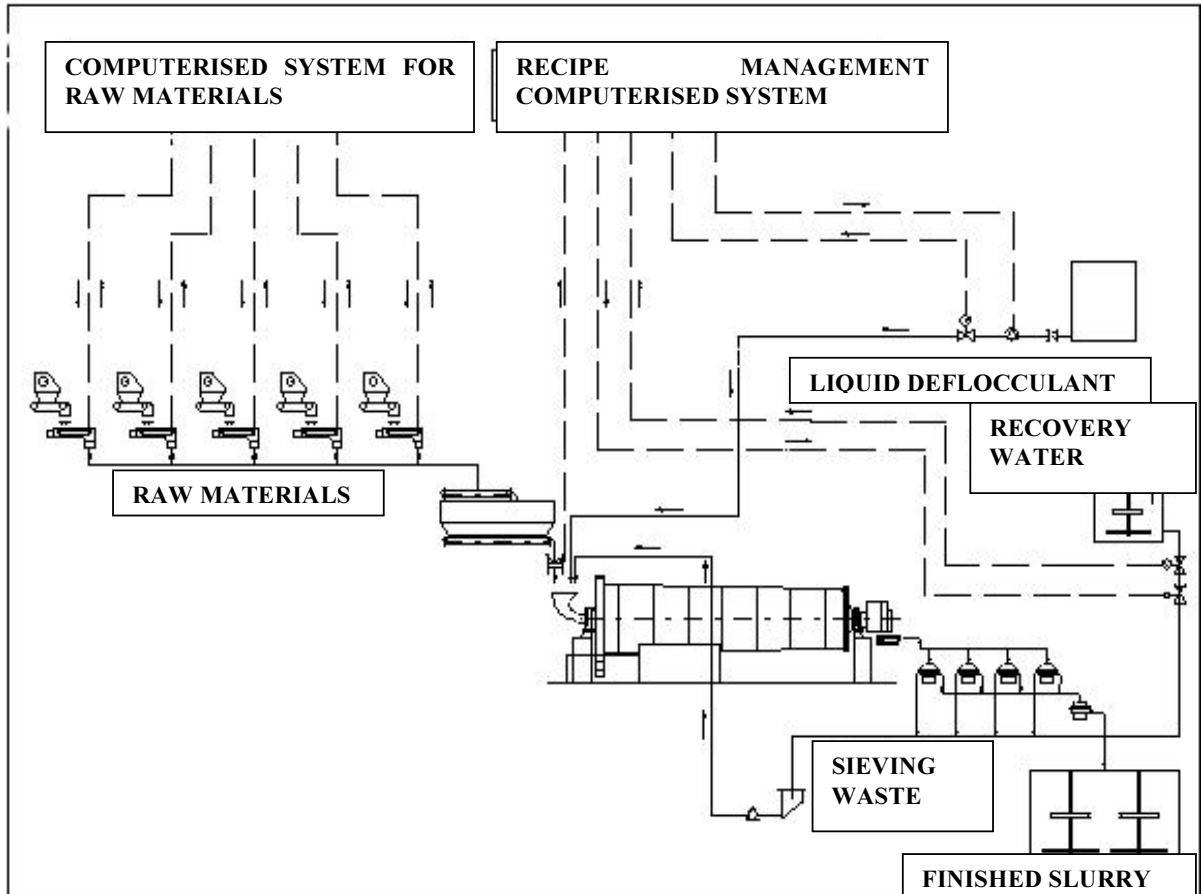 COMPUTERISED SYSTEM FOR
RAW MATERIALS
RECIPE MANAGEMENT
COMPUTERISED SYSTEM
LIQUID DEFLOCCULANT
RECOVERY
WATER
RAW MATERIALS
SIEVING
WASTE
FINISHED SLURRY